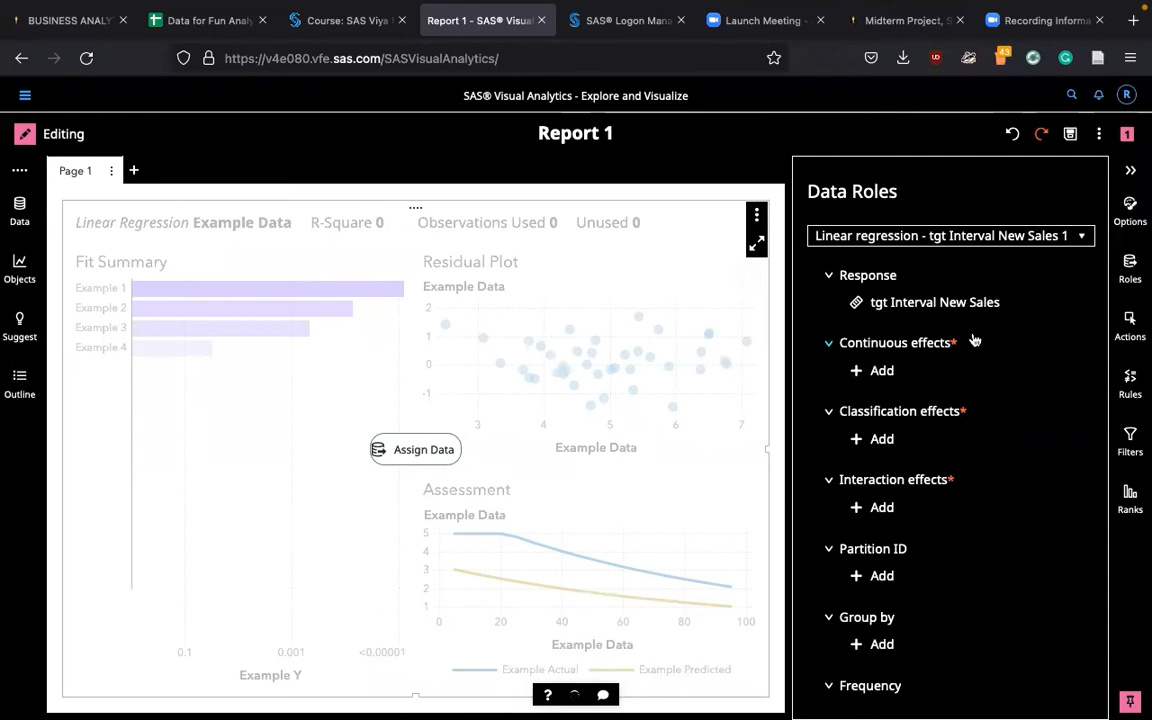 BUSINESS ANALYT
Data for Fun Analy
Course: SAS Viya
Report 1 - SAS® Visua
SAS® Logon Mana
Launch Meeting -
Midterm Project, S
Recording Informa
https://v4e080.vfe.sas.com/SASVisualAnalytics/
43
SAS® Visual Analytics - Explore and Visualize
R
Editing
Report 1
1
Page 1
Data
Objects
Suggest
Outline
Linear Regression Example Data R-Square 0 Observations Used 0 Unused 0
Fit Summary
Example 1
Example 2
Example 3
Example 4
0.1 0.001 <0.00001
Example Y
Residual Plot
Example Data
2
1
0
-1
3 4 5 6 7
Example Data
Assign Data
Assessment
Example Data
5
4
3
2
1
0 20 40 60 80 100
Example Data
Example Actual Example Predicted
?
Data Roles
Linear regression - tgt Interval New Sales 1
Response
tgt Interval New Sales
Continuous effects*
+ Add
Classification effects*
+ Add
Interaction effects*
+ Add
Partition ID
+ Add
Group by
+ Add
Frequency
Options
Roles
Actions
Rules
Filters
Ranks